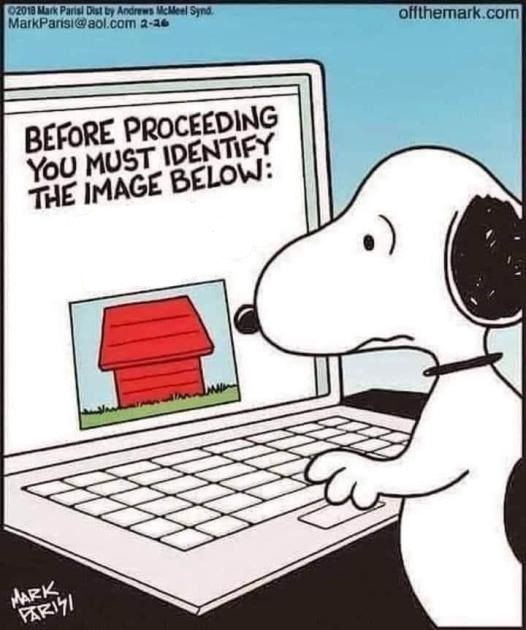 ©2018 Mark Parisi Dist by Andrews McMeel Synd.
MarkParisi@aol.com 2-26
offthemark.com
BEFORE PROCEEDING
YOU MUST IDENTIFY
THE IMAGE BELOW:
MARK
PARISI